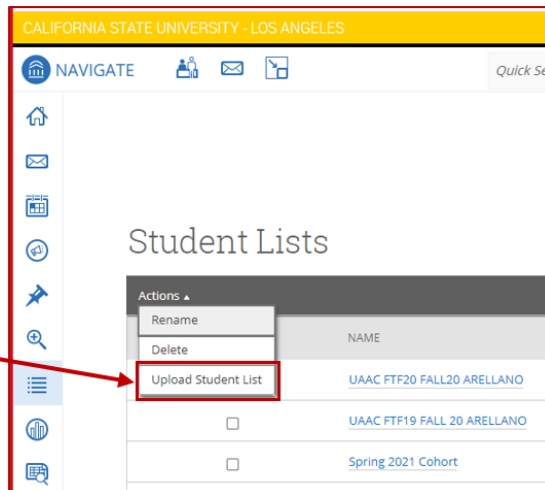 CALIFORNIA STATE UNIVERSITY - LOS ANGELES
NAVIGATE
Quick Se
Student Lists
Actions
Rename
Delete
NAME
Upload Student List
UAAC FTF20 FALL20 ARELLANO
UAAC FTF19 FALL 20 ARELLANO
Spring 2021 Cohort